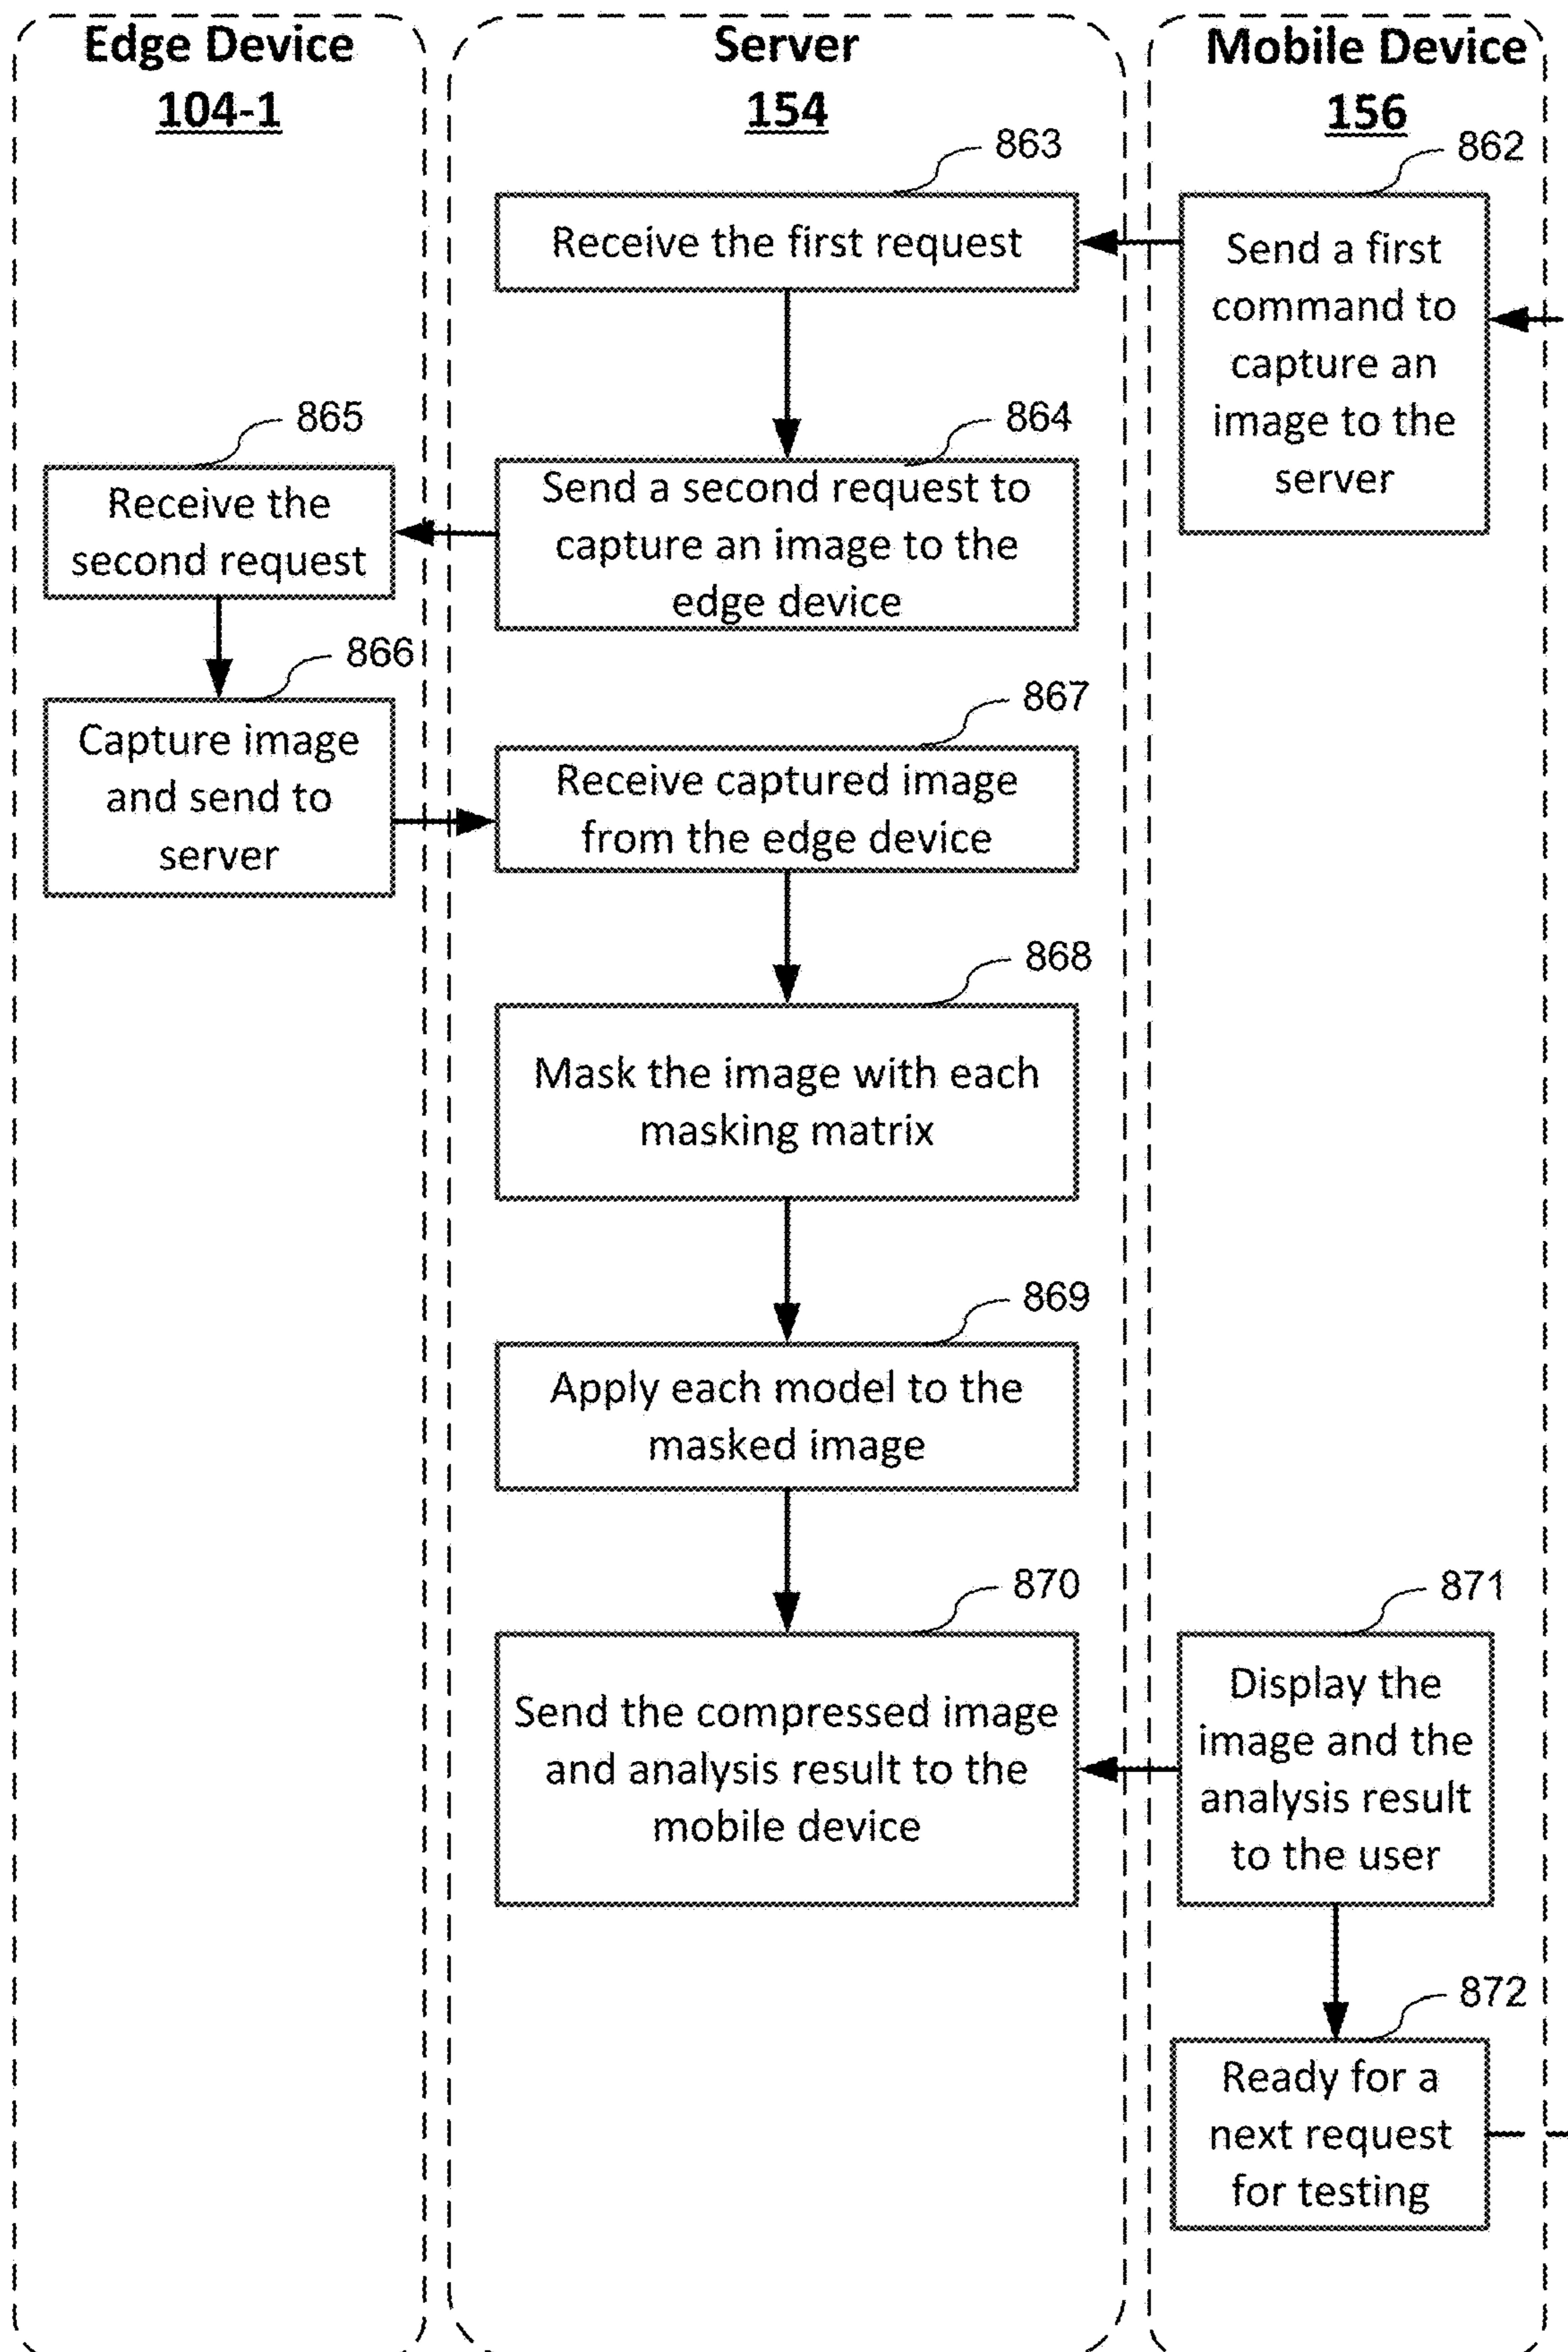 Edge Device
104-1
Server
154
Mobile Device
156
863
Receive the first request
862
Send a first
command to
capture an
image to the
server
865
Receive the
second request
864
Send a second request to
capture an image to the
edge device
866
Capture image
and send to
server
867
Receive captured image
from the edge device
868
Mask the image with each
masking matrix
869
Apply each model to the
masked image
870
Send the compressed image
and analysis result to the
mobile device
871
Display the
image and the
analysis result
to the user
872
Ready for a
next request
for testing